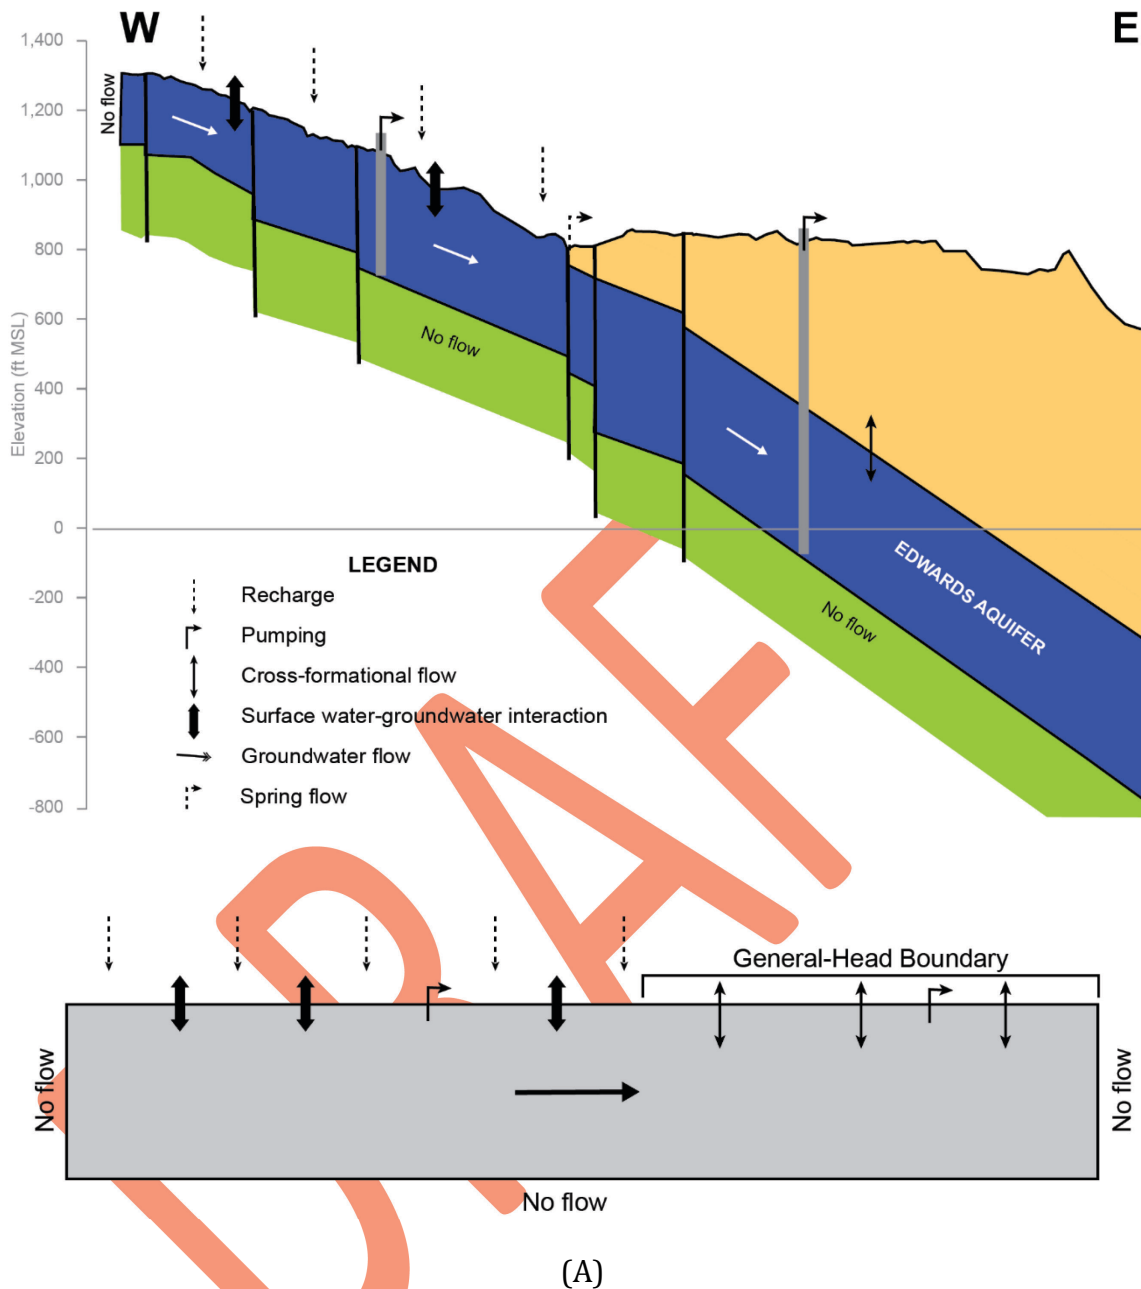 W
E
1,400
1,200
1,000
800
600
400
200
0
-200
-400
-600
-800
Elevation (ft MSL)
No flow
No flow
No flow
EDWARDS AQUIFER
LEGEND
Recharge
Pumping
Cross-formational flow
Surface water-groundwater interaction
Groundwater flow
Spring flow
DRAF
General-Head Boundary
No flow
No flow
No flow
(A)